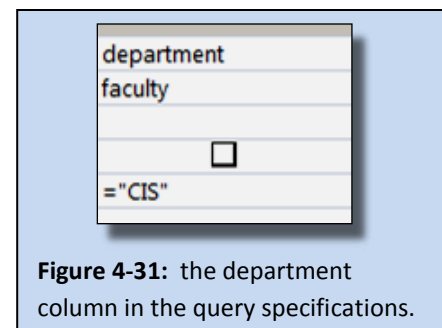 department
faculty
="CIS"
Figure 4-31:  the department
column in the query specifications.